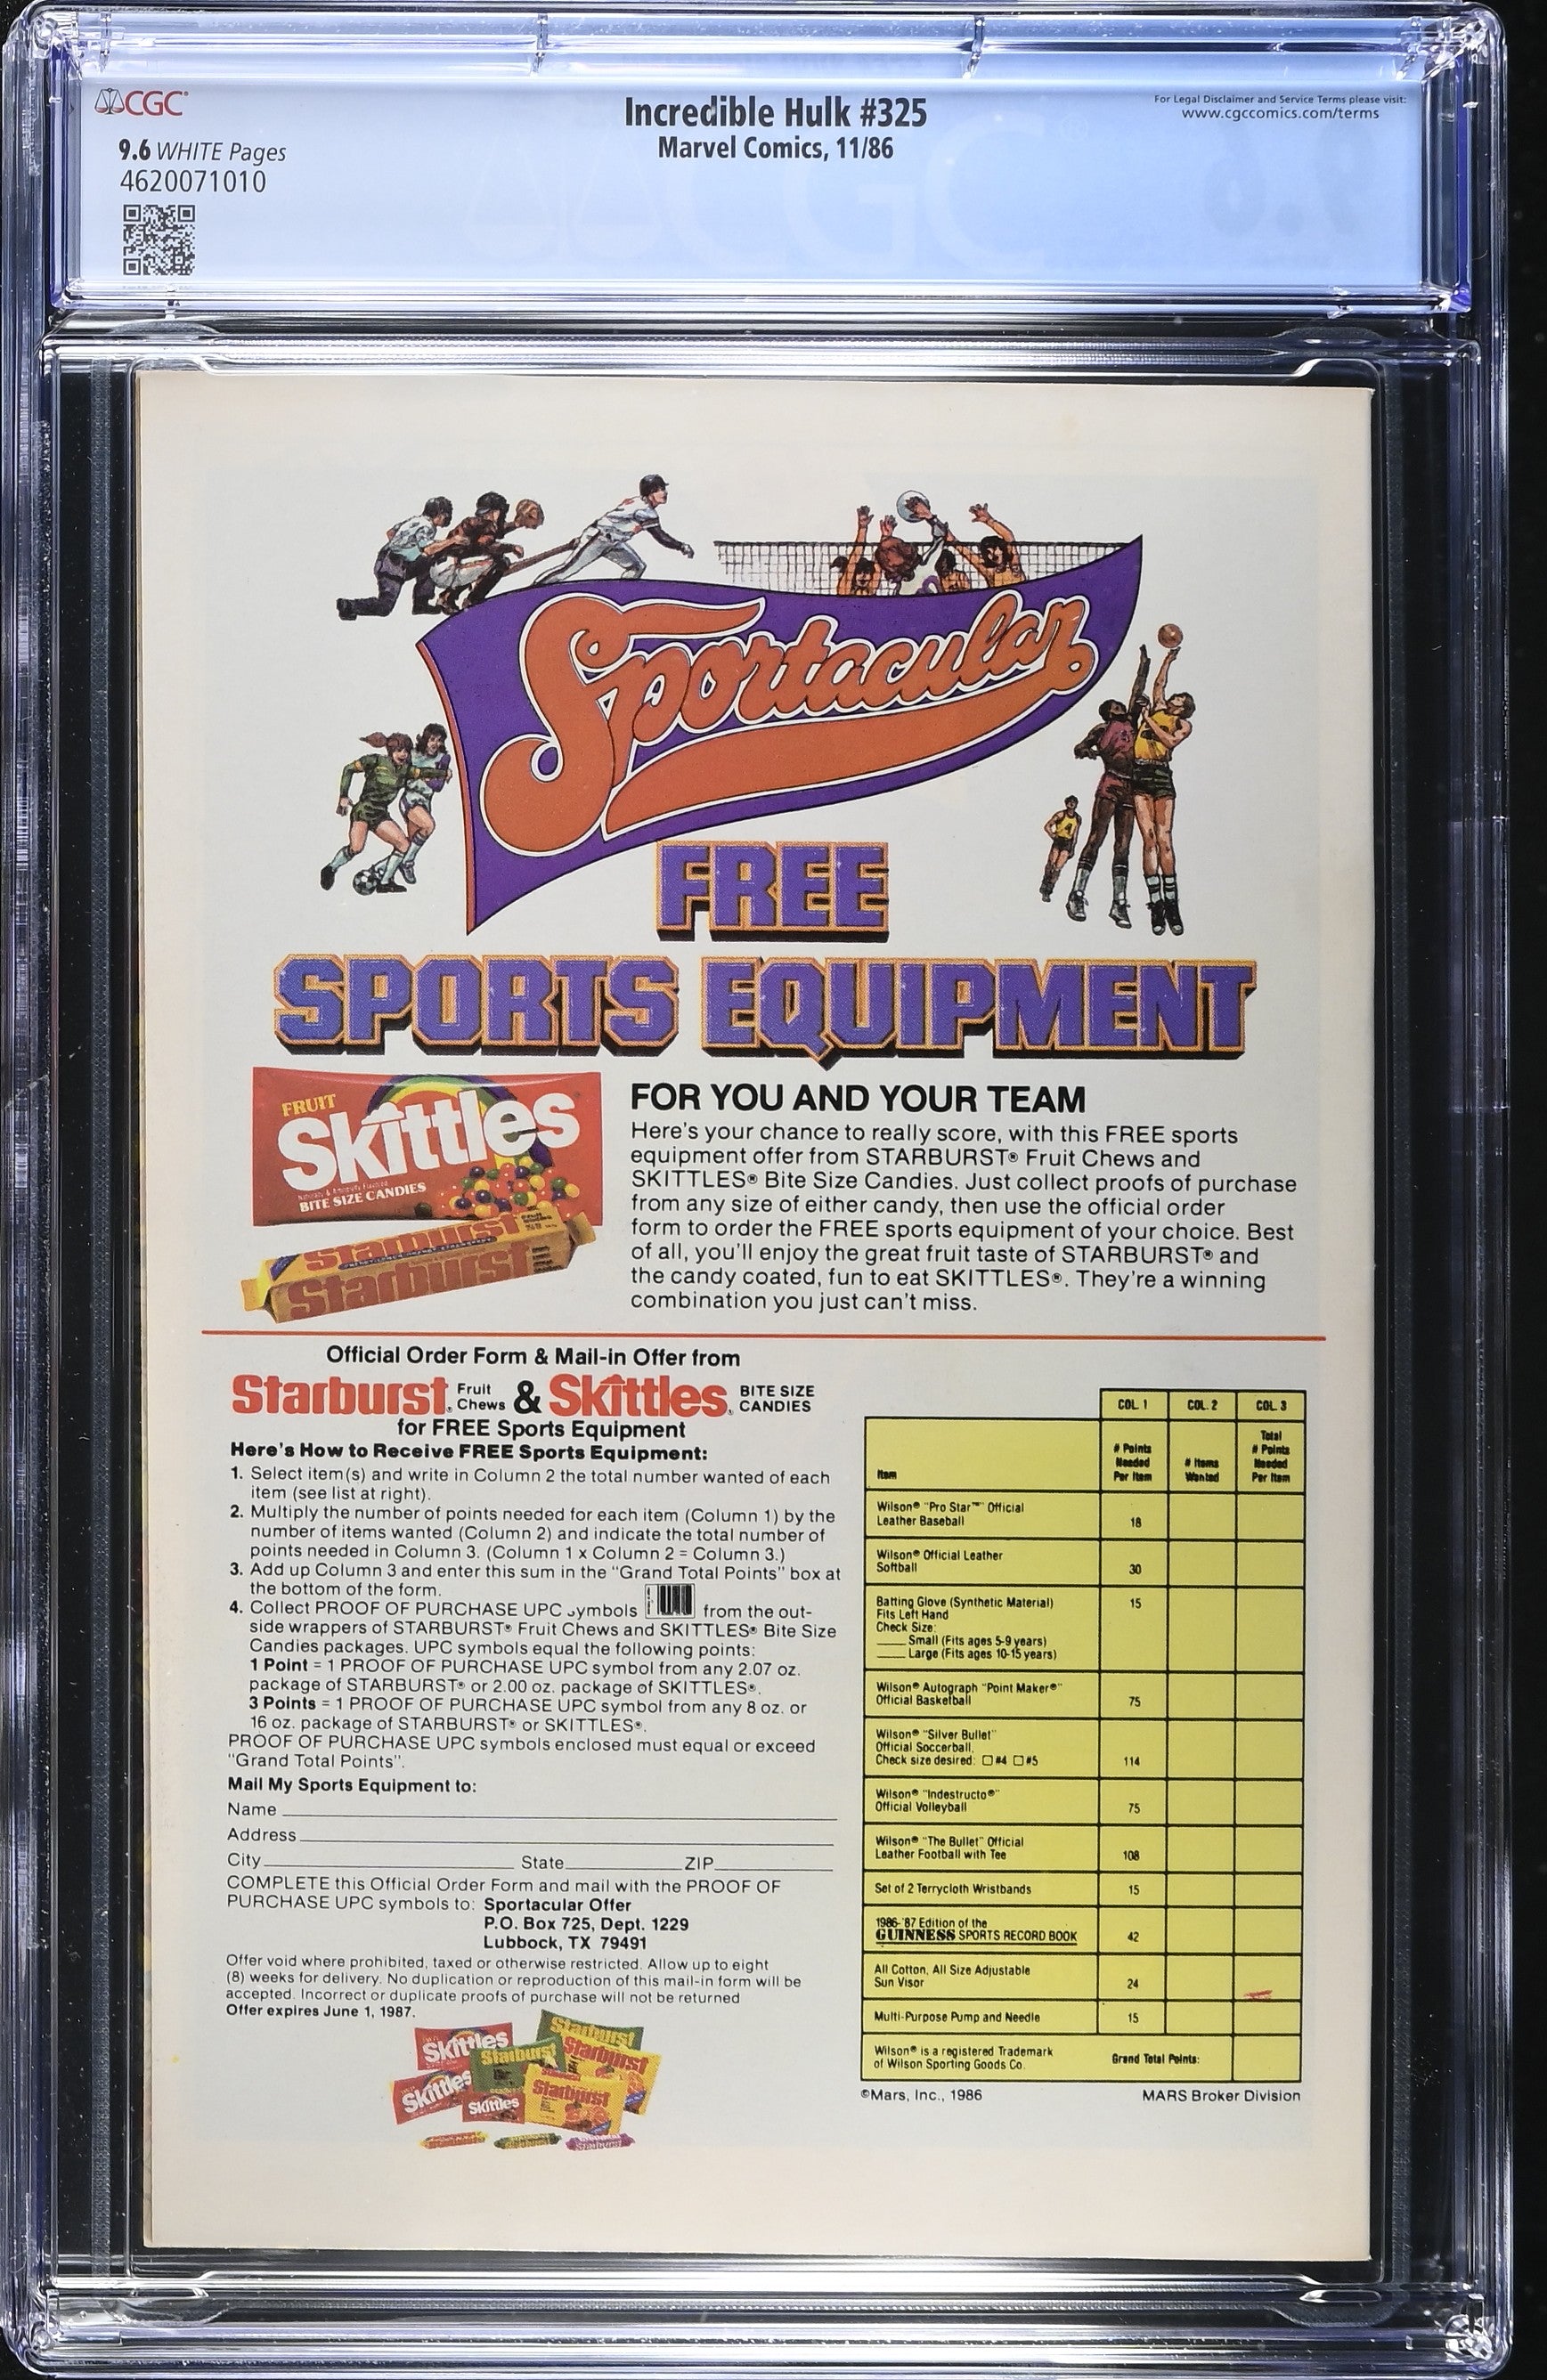 CGC
Incredible Hulk #325
Marvel Comics, 11/86
For Legal Disclaimer and Service Terms please visit:
www.cgccomics.com/terms
9.6 WHITE Pages
4620071010
Sportacular
FREE
SPORTS EQUIPMENT
FRUIT
Skittles
BITE SIZE CANDIES
Starburst
Starburst
FOR YOU AND YOUR TEAM
Here's your chance to really score, with this FREE sports
equipment offer from STARBURST® Fruit Chews and
SKITTLES® Bite Size Candies. Just collect proofs of purchase
from any size of either candy, then use the official order
form to order the FREE sports equipment of your choice. Best
of all, you'll enjoy the great fruit taste of STARBURST® and
the candy coated, fun to eat SKITTLES®. They're a winning
combination you just can't miss.
Official Order Form & Mail-in Offer from
Starburst® Fruit Chews & Skittles® BITE SIZE CANDIES
for FREE Sports Equipment
Here's How to Receive FREE Sports Equipment:
1. Select item(s) and write in Column 2 the total number wanted of each
item (see list at right).
2. Multiply the number of points needed for each item (Column 1) by the
number of items wanted (Column 2) and indicate the total number of
points needed in Column 3. (Column 1 x Column 2 = Column 3.)
3. Add up Column 3 and enter this sum in the "Grand Total Points" box at
the bottom of the form.
4. Collect PROOF OF PURCHASE UPC symbols from the out-
side wrappers of STARBURST® Fruit Chews and SKITTLES® Bite Size
Candies packages. UPC symbols equal the following points:
1 Point = 1 PROOF OF PURCHASE UPC symbol from any 2.07 oz.
package of STARBURST® or 2.00 oz. package of SKITTLES®.
3 Points = 1 PROOF OF PURCHASE UPC symbol from any 8 oz. or
16 oz. package of STARBURST® or SKITTLES®.
PROOF OF PURCHASE UPC symbols enclosed must equal or exceed
"Grand Total Points".
Mail My Sports Equipment to:
Name
Address
City State ZIP
COMPLETE this Official Order Form and mail with the PROOF OF
PURCHASE UPC symbols to: Sportacular Offer
P.O. Box 725, Dept. 1229
Lubbock, TX 79491
Offer void where prohibited, taxed or otherwise restricted. Allow up to eight
(8) weeks for delivery. No duplication or reproduction of this mail-in form will be
accepted. Incorrect or duplicate proofs of purchase will not be returned
Offer expires June 1, 1987.
Skittles
Starburst
Starburst
Starburst
Skittles
Skittles
Starburst
COL. 1 COL. 2 COL. 3
Item # Points Needed Per Item # Items Wanted Total # Points Needed Per Item
Wilson® "Pro Star™" Official
Leather Baseball 18
Wilson® Official Leather
Softball 30
Batting Glove (Synthetic Material) 15
Fits Left Hand
Check Size:
Small (Fits ages 5-9 years)
Large (Fits ages 10-15 years)
Wilson® Autograph "Point Maker®"
Official Basketball 75
Wilson® "Silver Bullet"
Official Soccerball,
Check size desired: #4 #5 114
Wilson® "Indestructo®"
Official Volleyball 75
Wilson® "The Bullet" Official
Leather Football with Tee 108
Set of 2 Terrycloth Wristbands 15
1986-'87 Edition of the
GUINNESS SPORTS RECORD BOOK 42
All Cotton, All Size Adjustable
Sun Visor 24
Multi-Purpose Pump and Needle 15
Wilson® is a registered Trademark
of Wilson Sporting Goods Co. Grand Total Points:
©Mars, Inc., 1986 MARS Broker Division